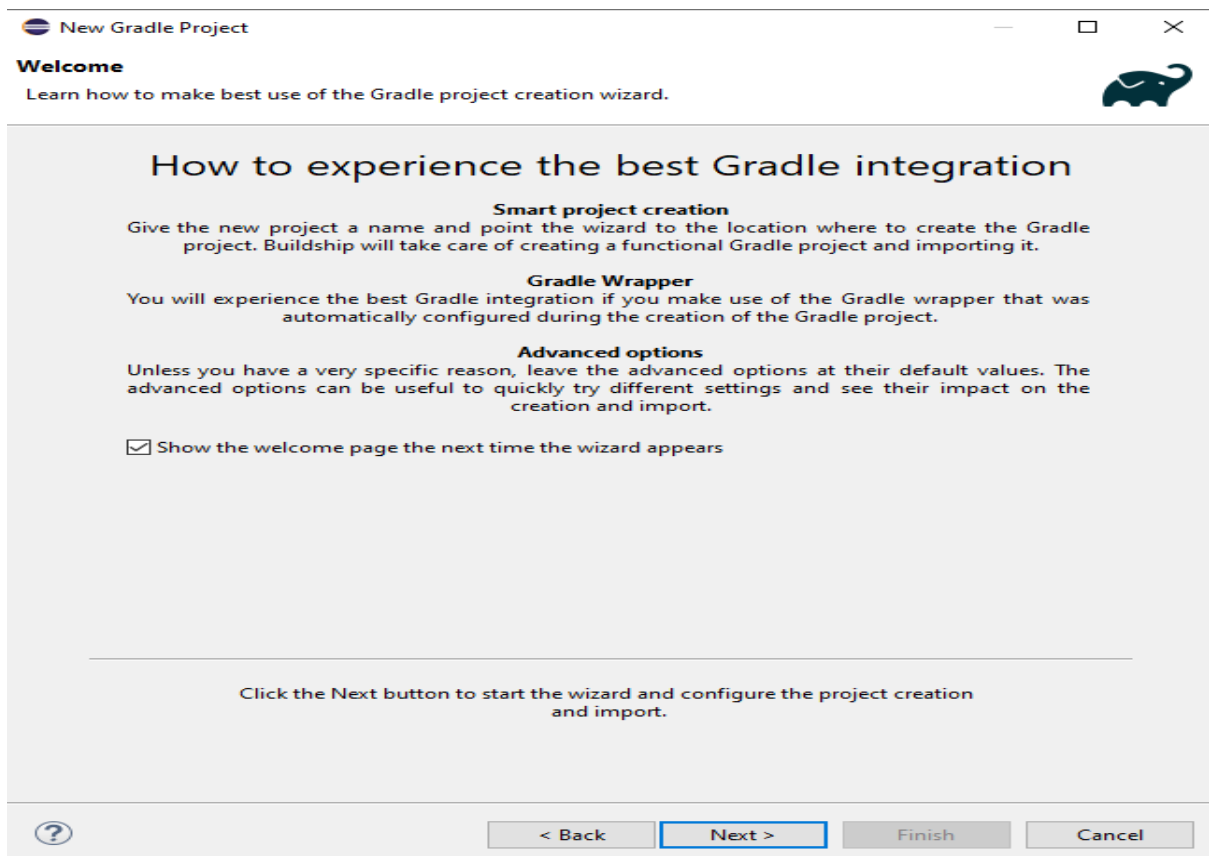 New Gradle Project
Welcome
Learn how to make best use of the Gradle project creation wizard.
How to experience the best Gradle integration
Smart project creation
Give the new project a name and point the wizard to the location where to create the Gradle
project. Buildship will take care of creating a functional Gradle project and importing it.
Gradle Wrapper
You will experience the best Gradle integration if you make use of the Gradle wrapper that was
automatically configured during the creation of the Gradle project.
Advanced options
Unless you have a very specific reason, leave the advanced options at their default values. The
advanced options can be useful to quickly try different settings and see their impact on the
creation and import.
Show the welcome page the next time the wizard appears
Click the Next button to start the wizard and configure the project creation
and import.
? < Back Next > Finish Cancel